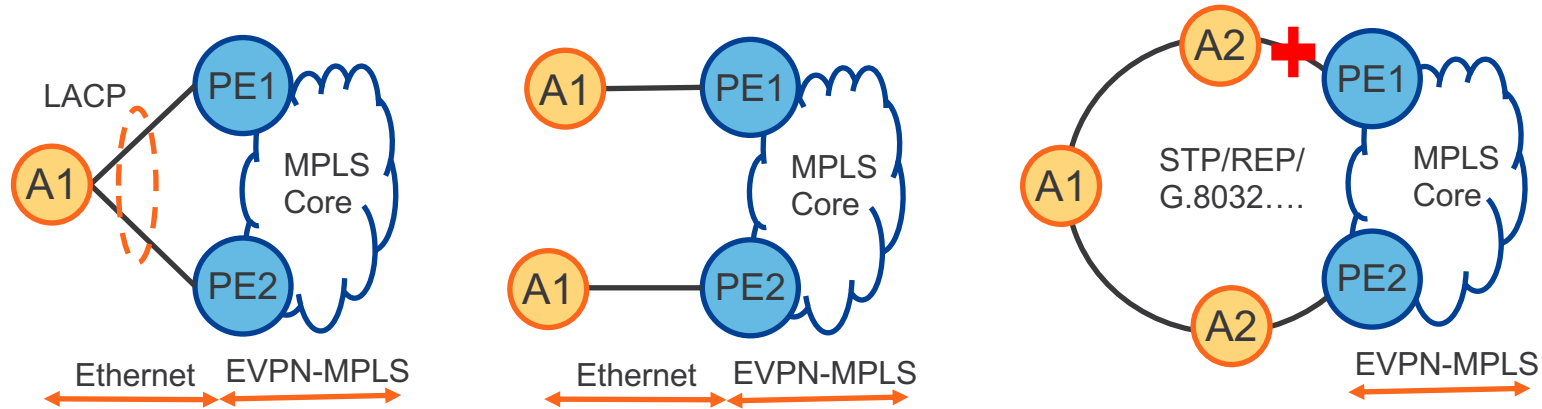 LACP
PE1
A1
MPLS
Core
PE2
Ethernet
EVPN-MPLS
A1
PE1
MPLS
Core
A1
PE2
Ethernet
EVPN-MPLS
A2
PE1
A1
STP/REP/
G.8032....
MPLS
Core
PE2
A2
EVPN-MPLS